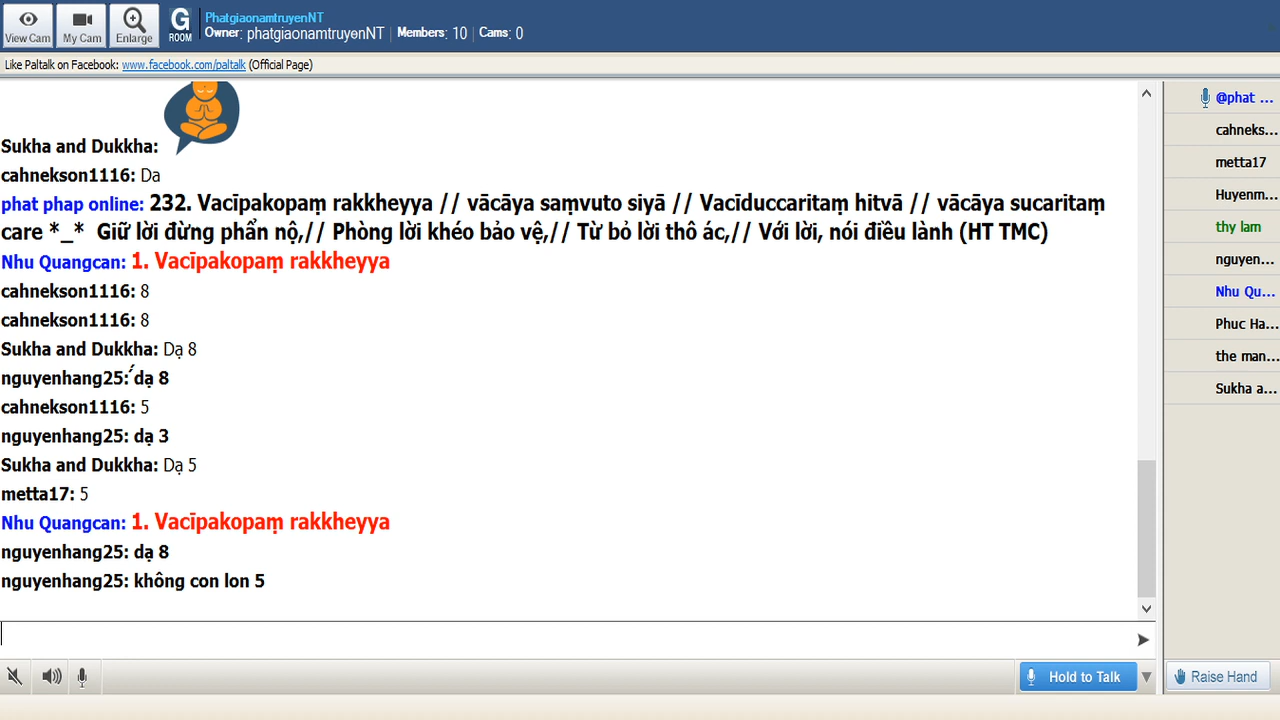 View Cam
My Cam
Enlarge
G
ROOM
PhatgiaonamtruyenNT
Owner: phatgiaonamtruyenNT | Members: 10 | Cams: 0
Like Paltalk on Facebook: www.facebook.com/paltalk (Official Page)
Sukha and Dukkha:
cahnekson1116: Da
phat phap online: 232. Vacīpakopaṃ rakkheyya // vācāya saṃvuto siyā // Vacīduccaritaṃ hitvā // vācāya sucaritaṃ
care *_* Giữ lời đừng phẩn nộ,// Phòng lời khéo bảo vệ,// Từ bỏ lời thô ác,// Với lời, nói điều lành (HT TMC)
Nhu Quangcan: 1. Vacīpakopaṃ rakkheyya
cahnekson1116: 8
cahnekson1116: 8
Sukha and Dukkha: Dạ 8
nguyenhang25: dạ 8
cahnekson1116: 5
nguyenhang25: dạ 3
Sukha and Dukkha: Dạ 5
metta17: 5
Nhu Quangcan: 1. Vacīpakopaṃ rakkheyya
nguyenhang25: dạ 8
nguyenhang25: không con lon 5
@phat ...
cahneks...
metta17
Huyenm...
thy lam
nguyen...
Nhu Qu...
Phuc Ha...
the man...
Sukha a...
Hold to Talk
Raise Hand